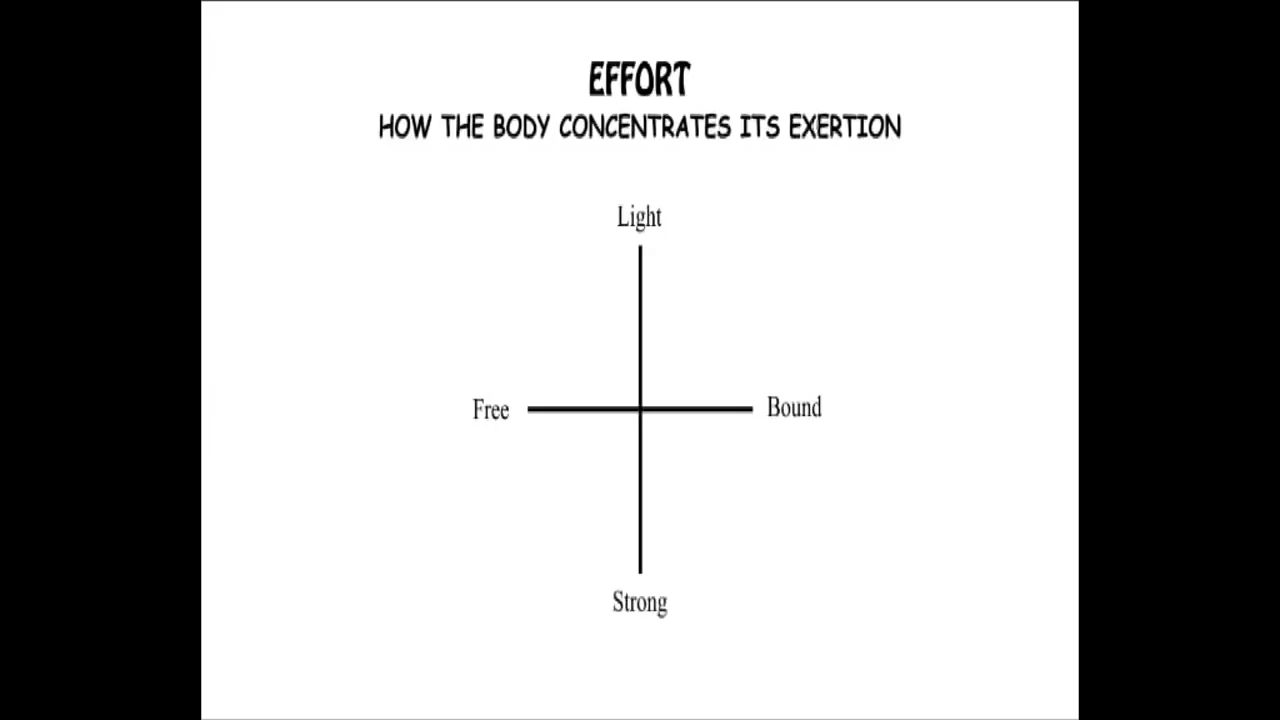 EFFORT
HOW THE BODY CONCENTRATES ITS EXERTION
Light
Free
Bound
Strong